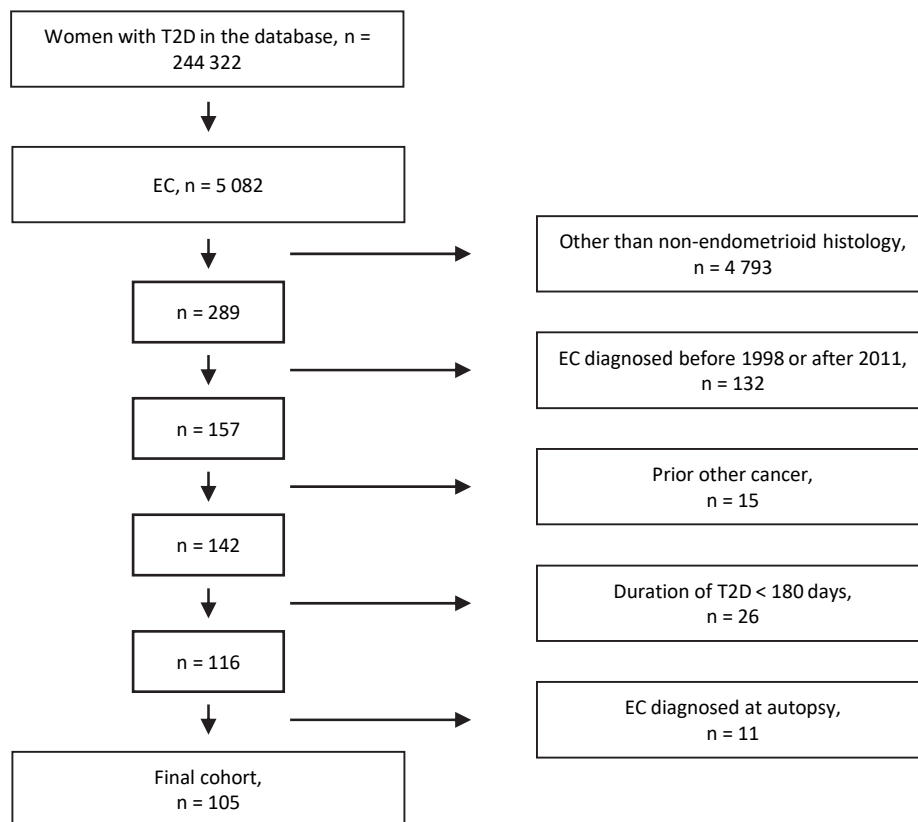 Women with T2D in the database, n =
244 322
EC, n = 5 082
Other than non-endometrioid histology,
n = 4 793
n = 289
EC diagnosed before 1998 or after 2011,
n = 132
n = 157
Prior other cancer,
n = 15
n = 142
Duration of T2D < 180 days,
n = 26
n = 116
EC diagnosed at autopsy,
n = 11
Final cohort,
n = 105